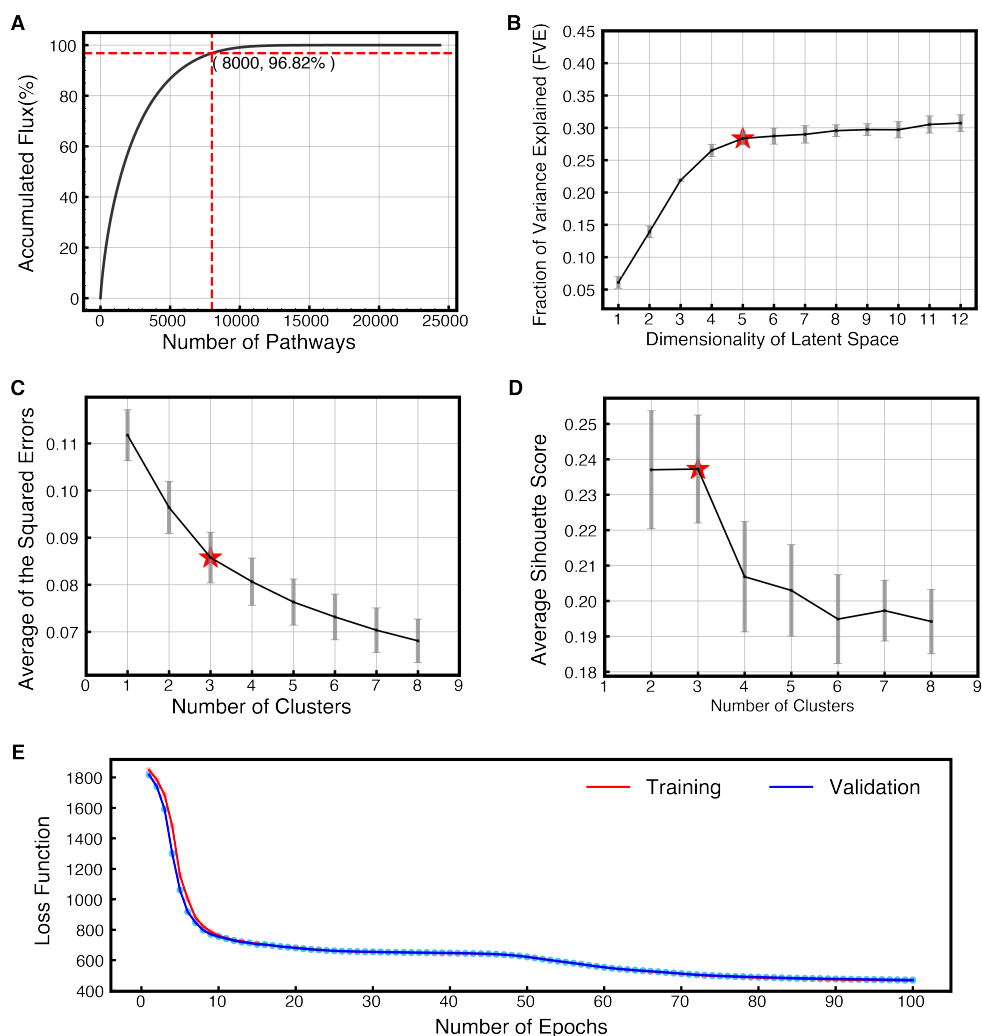 A
Accumulated Flux(%)
100
80
60
40
20
0
( 8000, 96.82% )
0 5000 10000 15000 20000 25000
Number of Pathways
B
Fraction of Variance Explained (FVE)
0.45
0.40
0.35
0.30
0.25
0.20
0.15
0.10
0.05
1 2 3 4 5 6 7 8 9 10 11 12
Dimensionality of Latent Space
C
Average of the Squared Errors
0.11
0.10
0.09
0.08
0.07
0 1 2 3 4 5 6 7 8 9
Number of Clusters
D
Average Sihouette Score
0.25
0.24
0.23
0.22
0.21
0.20
0.19
0.18
1 2 3 4 5 6 7 8 9
Number of Clusters
E
Loss Function
1800
1600
1400
1200
1000
800
600
400
Training Validation
0 10 20 30 40 50 60 70 80 90 100
Number of Epochs